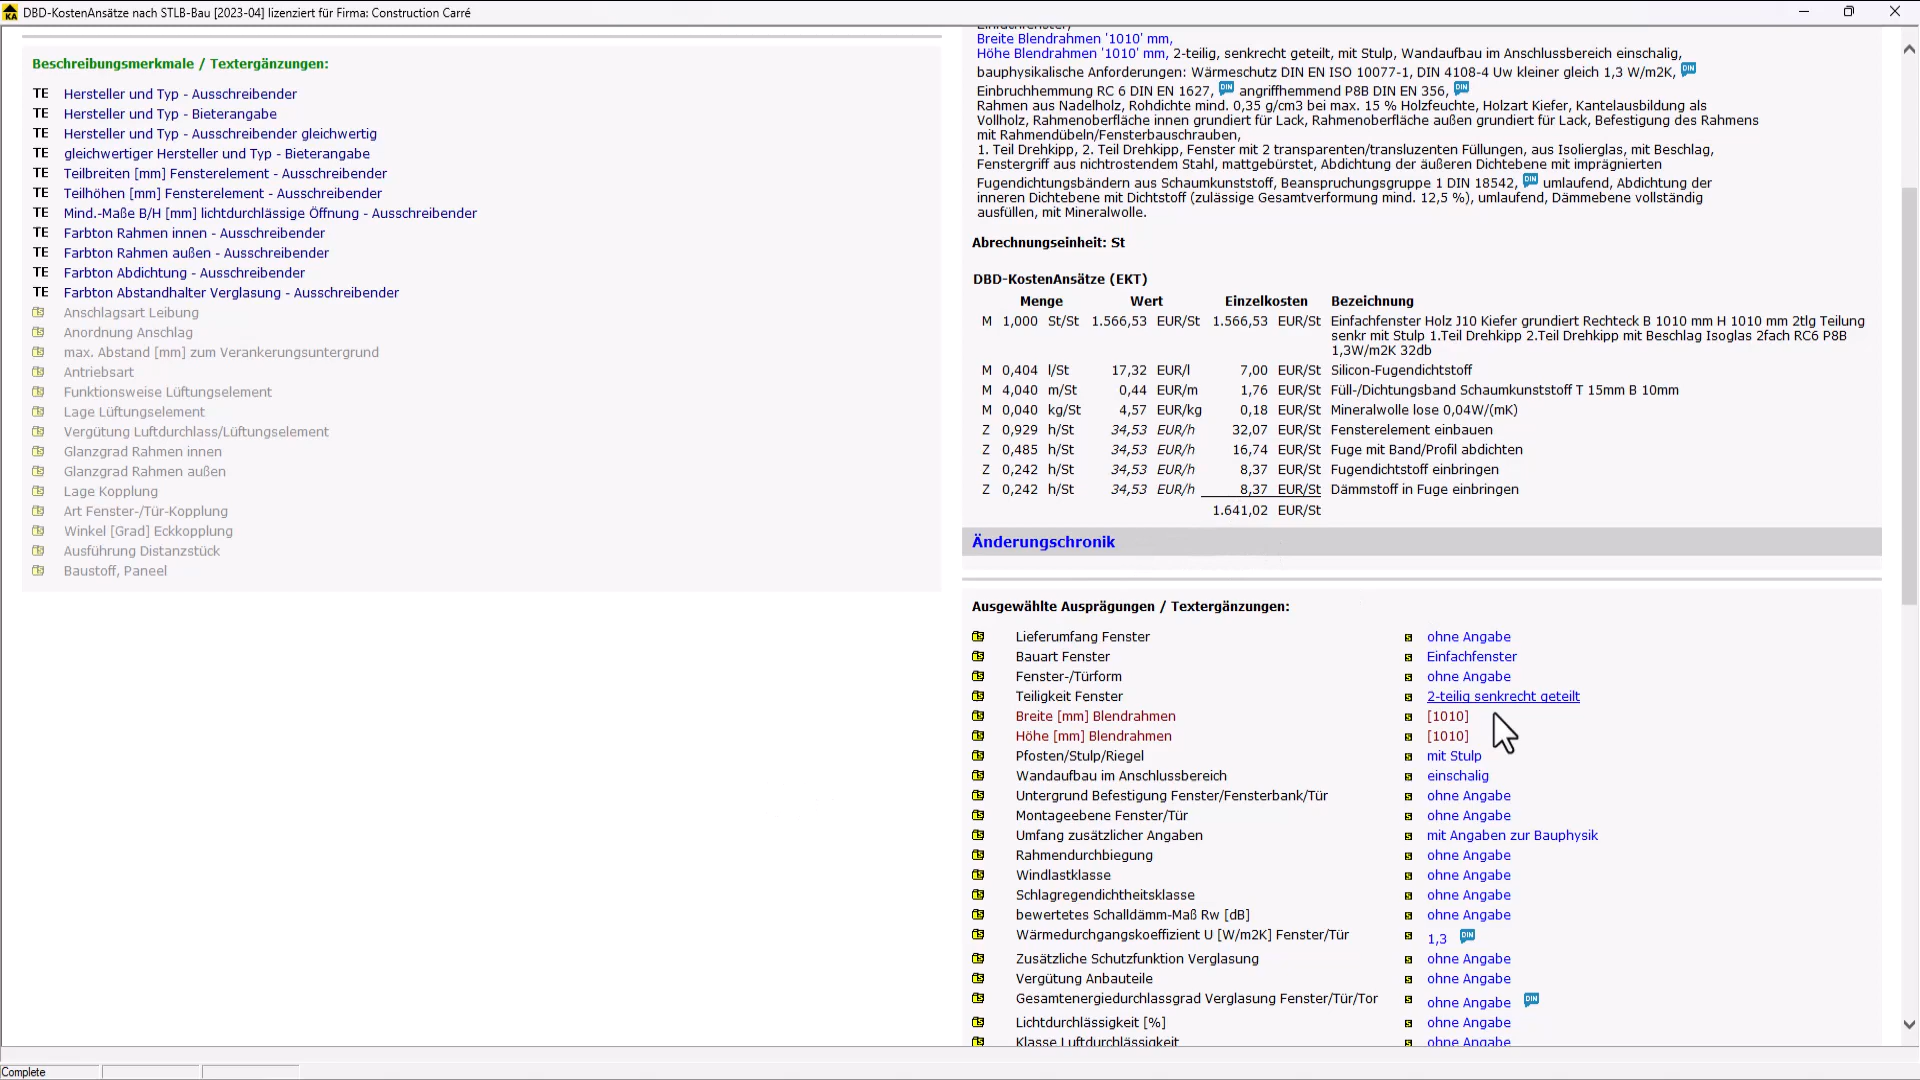 DBD-KostenAnsätze nach STLB-Bau [2023-04] lizenziert für Firma: Construction Carré
Beschreibungsmerkmale / Textergänzungen:
TE Hersteller und Typ - Ausschreibender
TE Hersteller und Typ - Bieterangabe
TE Hersteller und Typ - Ausschreibender gleichwertig
TE gleichwertiger Hersteller und Typ - Bieterangabe
TE Teilbreiten [mm] Fensterelement - Ausschreibender
TE Teilhöhen [mm] Fensterelement - Ausschreibender
TE Mind.-Maße B/H [mm] lichtdurchlässige Öffnung - Ausschreibender
TE Farbton Rahmen innen - Ausschreibender
TE Farbton Rahmen außen - Ausschreibender
TE Farbton Abdichtung - Ausschreibender
TE Farbton Abstandhalter Verglasung - Ausschreibender
Anschlagsart Leibung
Anordnung Anschlag
max. Abstand [mm] zum Verankerungsuntergrund
Antriebsart
Funktionsweise Lüftungselement
Lage Lüftungselement
Vergütung Luftdurchlass/Lüftungselement
Glanzgrad Rahmen innen
Glanzgrad Rahmen außen
Lage Kopplung
Art Fenster-/Tür-Kopplung
Winkel [Grad] Eckkopplung
Ausführung Distanzstück
Baustoff, Paneel
Einfachfenster,
Breite Blendrahmen '1010' mm,
Höhe Blendrahmen '1010' mm, 2-teilig, senkrecht geteilt, mit Stulp, Wandaufbau im Anschlussbereich einschalig,
bauphysikalische Anforderungen: Wärmeschutz DIN EN ISO 10077-1, DIN 4108-4 Uw kleiner gleich 1,3 W/m2K, DIN
Einbruchhemmung RC 6 DIN EN 1627, DIN angriffhemmend P8B DIN EN 356, DIN
Rahmen aus Nadelholz, Rohdichte mind. 0,35 g/cm3 bei max. 15 % Holzfeuchte, Holzart Kiefer, Kantelausbildung als
Vollholz, Rahmenoberfläche innen grundiert für Lack, Rahmenoberfläche außen grundiert für Lack, Befestigung des Rahmens
mit Rahmendübeln/Fensterbauschrauben,
1. Teil Drehkipp, 2. Teil Drehkipp, Fenster mit 2 transparenten/transluzenten Füllungen, aus Isolierglas, mit Beschlag,
Fenstergriff aus nichtrostendem Stahl, mattgebürstet, Abdichtung der äußeren Dichtebene mit imprägnierten
Fugendichtungsbändern aus Schaumkunststoff, Beanspruchungsgruppe 1 DIN 18542, DIN umlaufend, Abdichtung der
inneren Dichtebene mit Dichtstoff (zulässige Gesamtverformung mind. 12,5 %), umlaufend, Dämmebene vollständig
ausfüllen, mit Mineralwolle.
Abrechnungseinheit: St
DBD-KostenAnsätze (EKT)
Menge Wert Einzelkosten Bezeichnung
M 1,000 St/St 1.566,53 EUR/St 1.566,53 EUR/St Einfachfenster Holz J10 Kiefer grundiert Rechteck B 1010 mm H 1010 mm 2tlg Teilung
senkr mit Stulp 1.Teil Drehkipp 2.Teil Drehkipp mit Beschlag Isoglas 2fach RC6 P8B
1,3W/m2K 32db
M 0,404 l/St 17,32 EUR/l 7,00 EUR/St Silicon-Fugendichtstoff
M 4,040 m/St 0,44 EUR/m 1,76 EUR/St Füll-/Dichtungsband Schaumkunststoff T 15mm B 10mm
M 0,040 kg/St 4,57 EUR/kg 0,18 EUR/St Mineralwolle lose 0,04W/(mK)
Z 0,929 h/St 34,53 EUR/h 32,07 EUR/St Fensterelement einbauen
Z 0,485 h/St 34,53 EUR/h 16,74 EUR/St Fuge mit Band/Profil abdichten
Z 0,242 h/St 34,53 EUR/h 8,37 EUR/St Fugendichtstoff einbringen
Z 0,242 h/St 34,53 EUR/h 8,37 EUR/St Dämmstoff in Fuge einbringen
1.641,02 EUR/St
Änderungschronik
Ausgewählte Ausprägungen / Textergänzungen:
Lieferumfang Fenster ohne Angabe
Bauart Fenster Einfachfenster
Fenster-/Türform ohne Angabe
Teiligkeit Fenster 2-teilig senkrecht geteilt
Breite [mm] Blendrahmen [1010]
Höhe [mm] Blendrahmen [1010]
Pfosten/Stulp/Riegel mit Stulp
Wandaufbau im Anschlussbereich einschalig
Untergrund Befestigung Fenster/Fensterbank/Tür ohne Angabe
Montageebene Fenster/Tür ohne Angabe
Umfang zusätzlicher Angaben mit Angaben zur Bauphysik
Rahmendurchbiegung ohne Angabe
Windlastklasse ohne Angabe
Schlagregendichtheitsklasse ohne Angabe
bewertetes Schalldämm-Maß Rw [dB] ohne Angabe
Wärmedurchgangskoeffizient U [W/m2K] Fenster/Tür 1,3 DIN
Zusätzliche Schutzfunktion Verglasung ohne Angabe
Vergütung Anbauteile ohne Angabe
Gesamtenergiedurchlassgrad Verglasung Fenster/Tür/Tor ohne Angabe DIN
Lichtdurchlässigkeit [%] ohne Angabe
Klasse Luftdurchlässigkeit ohne Angabe
Complete